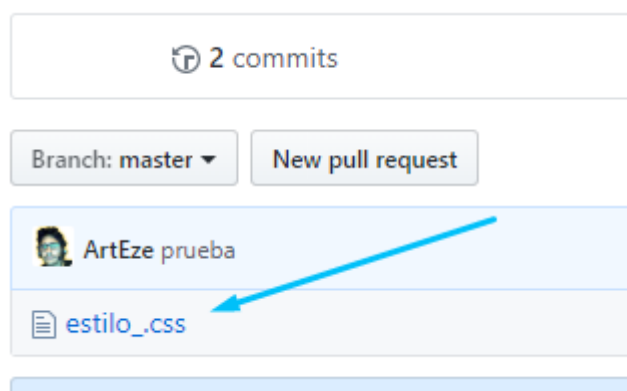 2 commits
Branch: master New pull request
ArtEze prueba
estilo_.css